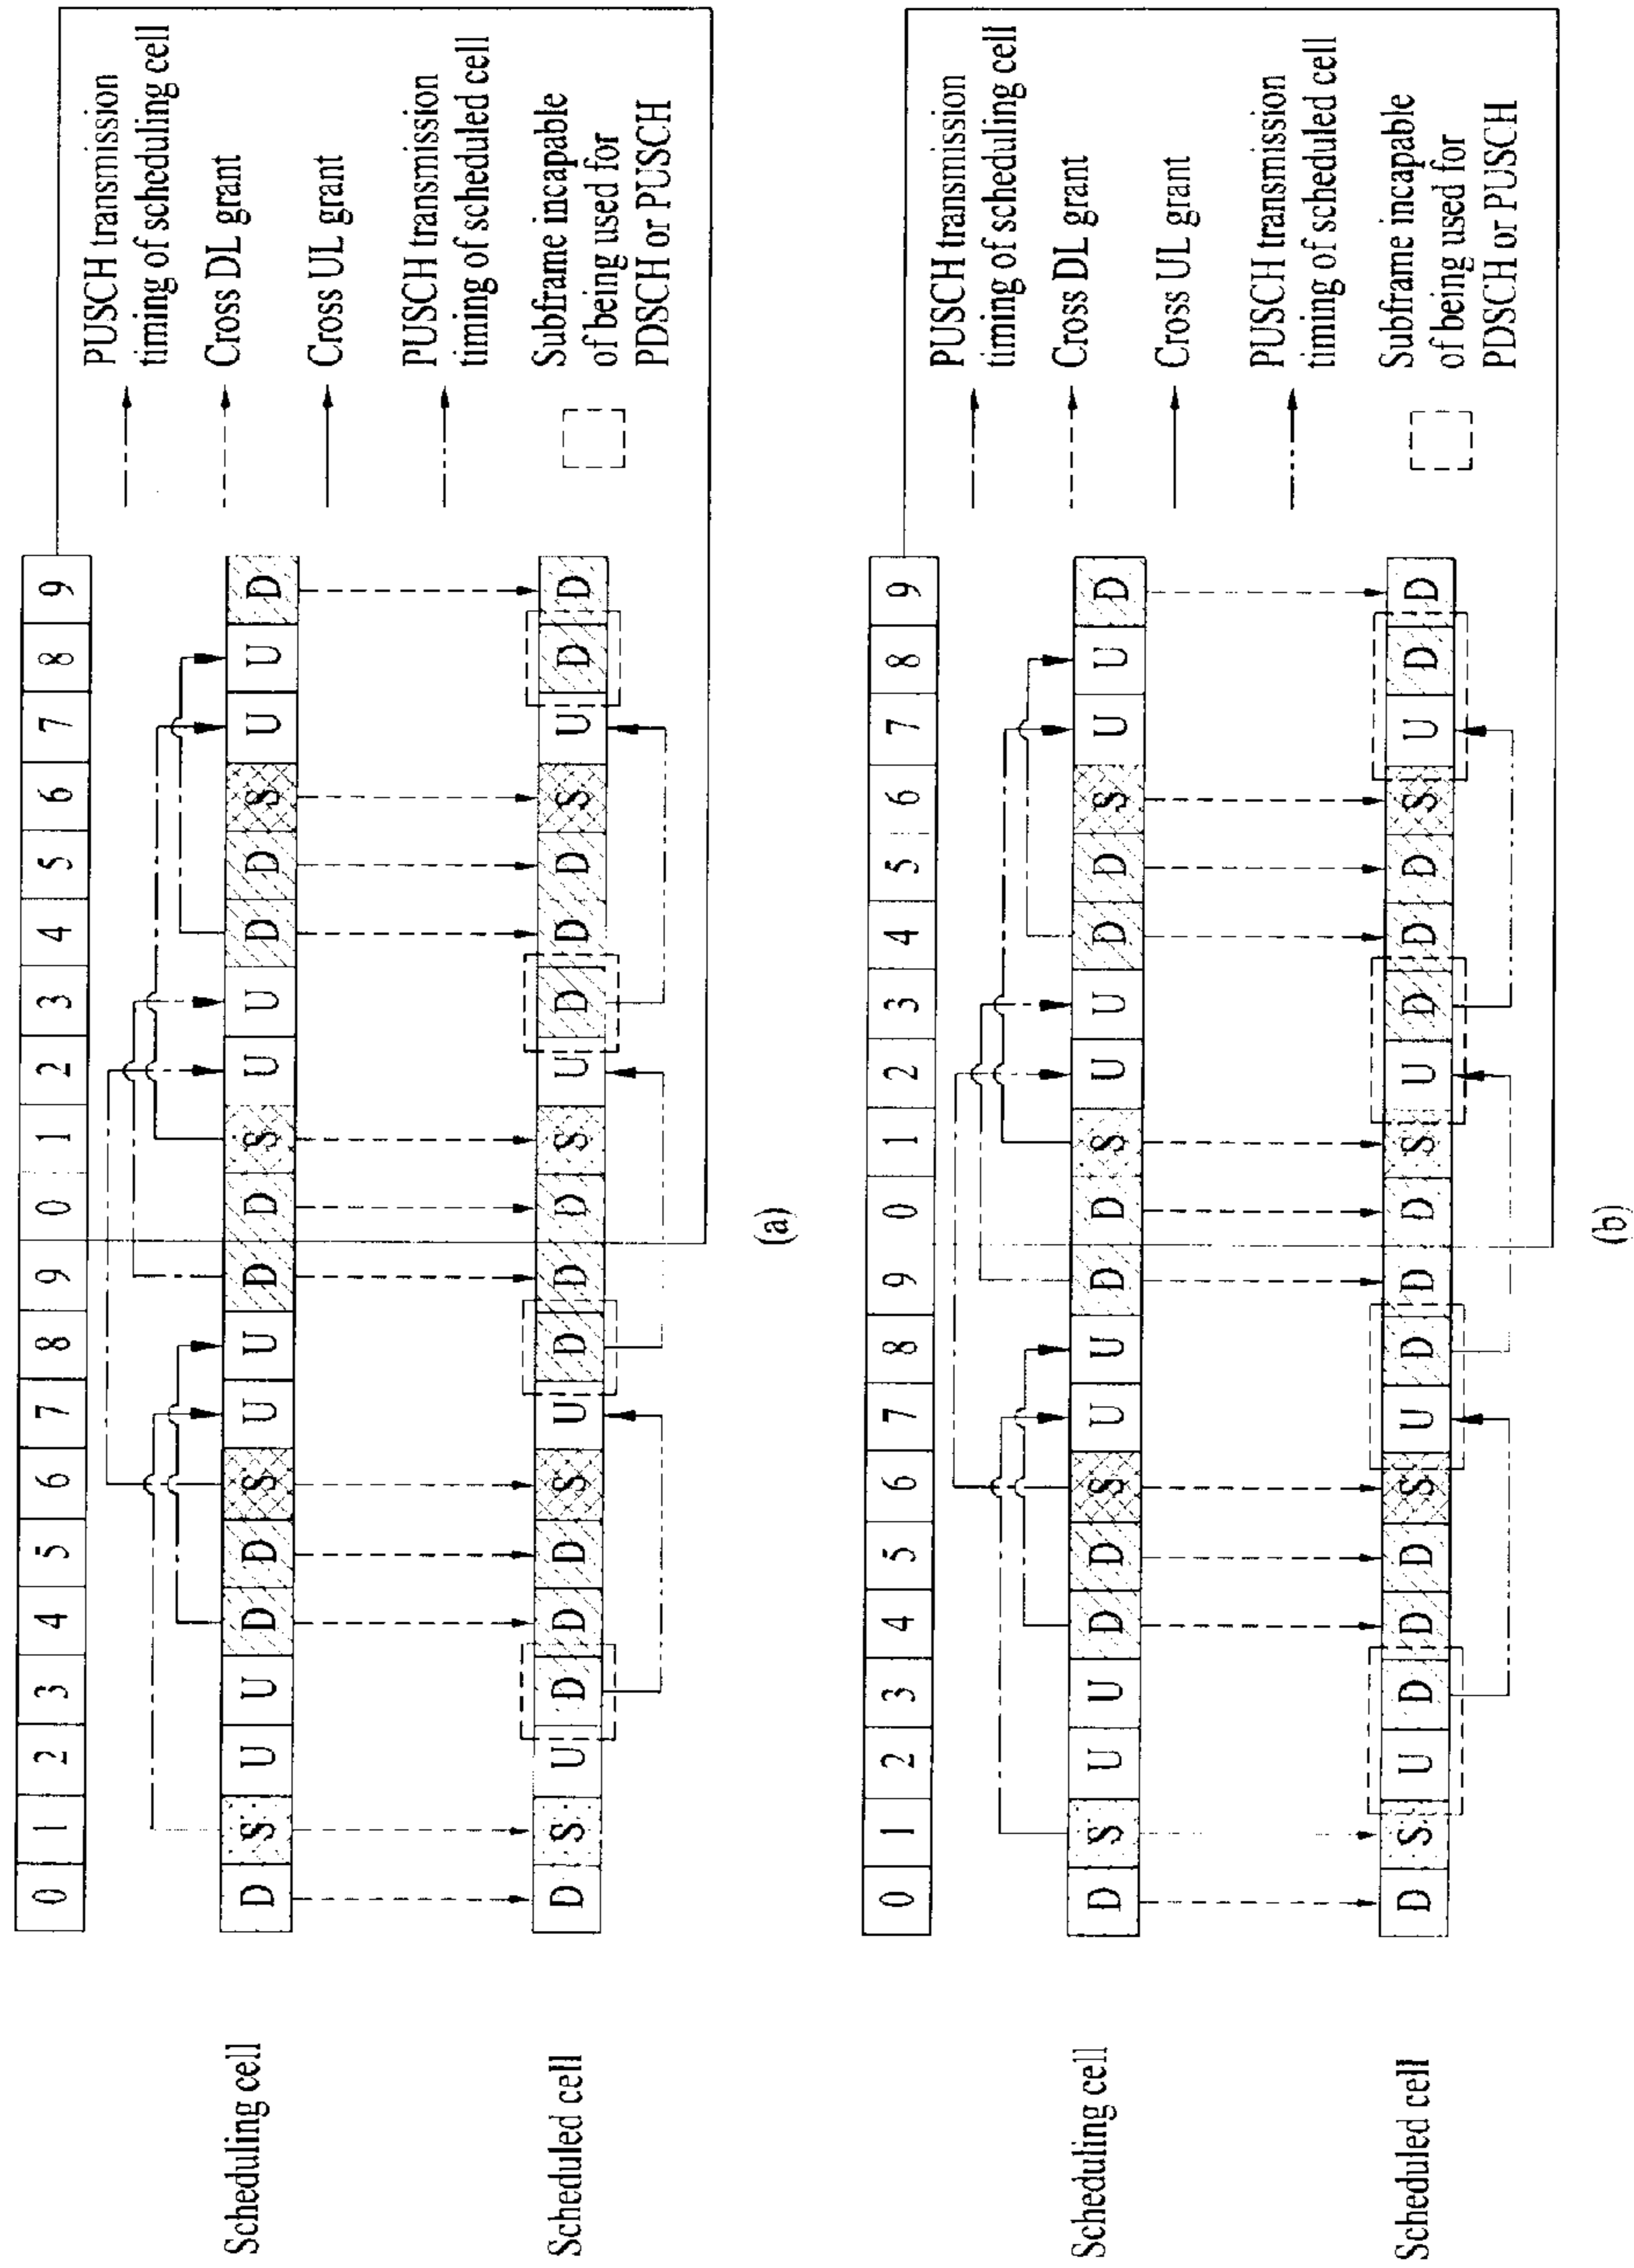 0 1 2 3 4 5 6 7 8 9 0 1 2 3 4 5 6 7 8 9
Scheduling cell
D S U U D D S U U D D S U U D D S U U D
Scheduled cell
D S U D D D S U D D D S U D D D S U D D
PUSCH transmission
timing of scheduling cell
Cross DL grant
Cross UL grant
PUSCH transmission
timing of scheduled cell
Subframe incapable
of being used for
PDSCH or PUSCH
(a)
0 1 2 3 4 5 6 7 8 9 0 1 2 3 4 5 6 7 8 9
Scheduling cell
D S U U D D S U U D D S U U D D S U U D
Scheduled cell
D S U D D D S U D D D S U D D D S U D D
PUSCH transmission
timing of scheduling cell
Cross DL grant
Cross UL grant
PUSCH transmission
timing of scheduled cell
Subframe incapable
of being used for
PDSCH or PUSCH
(b)